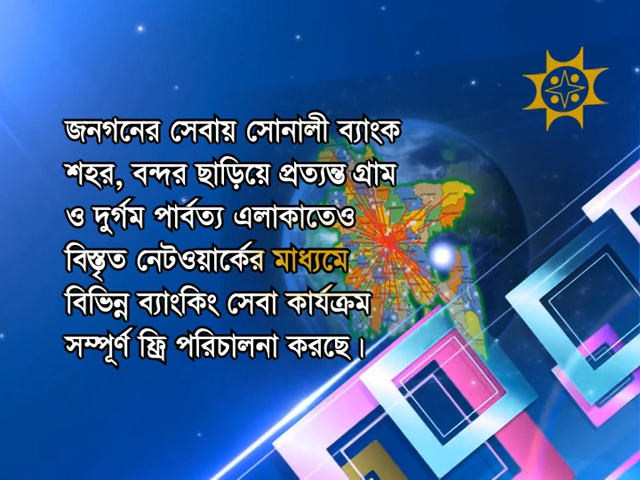 জনগনের সেবায় সোনালী ব্যাংক
শহর, বন্দর ছাড়িয়ে প্রত্যন্ত গ্রাম
ও দুর্গম পার্বত্য এলাকাতেও
বিস্তৃত নেটওয়ার্কের মাধ্যমে
বিভিন্ন ব্যাংকিং সেবা কার্যক্রম
সম্পূর্ণ ফ্রি পরিচালনা করছে।